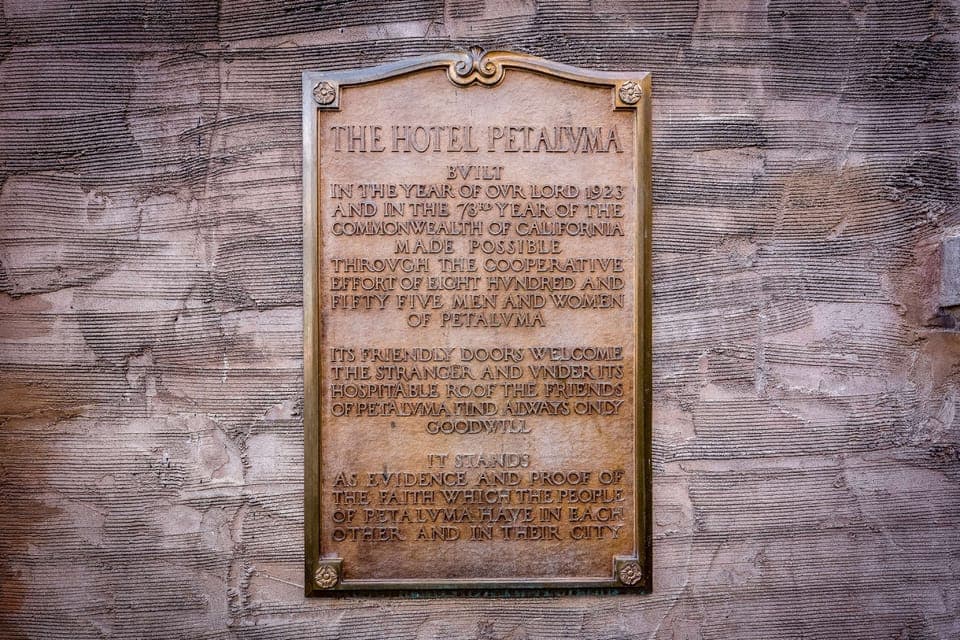 THE HOTEL PETALVMA
BVILT
IN THE YEAR OF OVR LORD 1923
AND IN THE 73RD YEAR OF THE
COMMONWEALTH OF CALIFORNIA
MADE POSSIBLE
THROVGH THE COOPERATIVE
EFFORT OF EIGHT HVNDRED AND
FIFTY FIVE MEN AND WOMEN
OF PETALVMA
ITS FRIENDLY DOORS WELCOME
THE STRANGER AND VNDER ITS
HOSPITABLE ROOF THE FRIENDS
OF PETALVMA FIND ALWAYS ONLY
GOODWILL
IT STANDS
AS EVIDENCE AND PROOF OF
THE FAITH WHICH THE PEOPLE
OF PETALVMA HAVE IN EACH
OTHER AND IN THEIR CITY